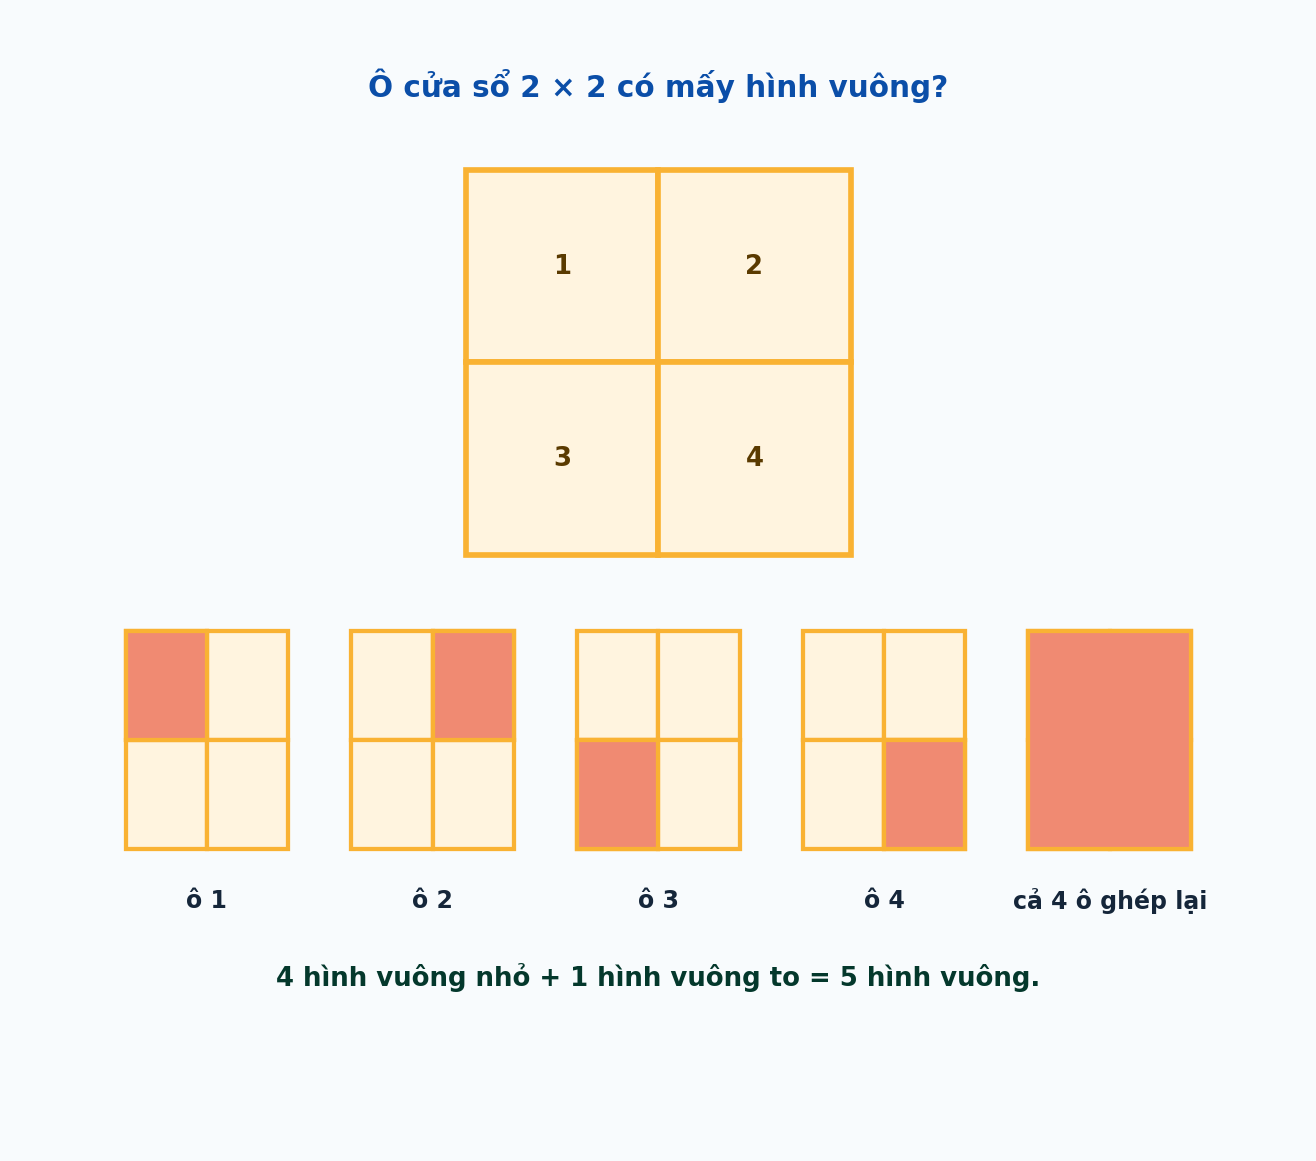 Ô cửa sổ 2 × 2 có mấy hình vuông?
1 2
3 4
ô 1 ô 2 ô 3 ô 4 cả 4 ô ghép lại
4 hình vuông nhỏ + 1 hình vuông to = 5 hình vuông.